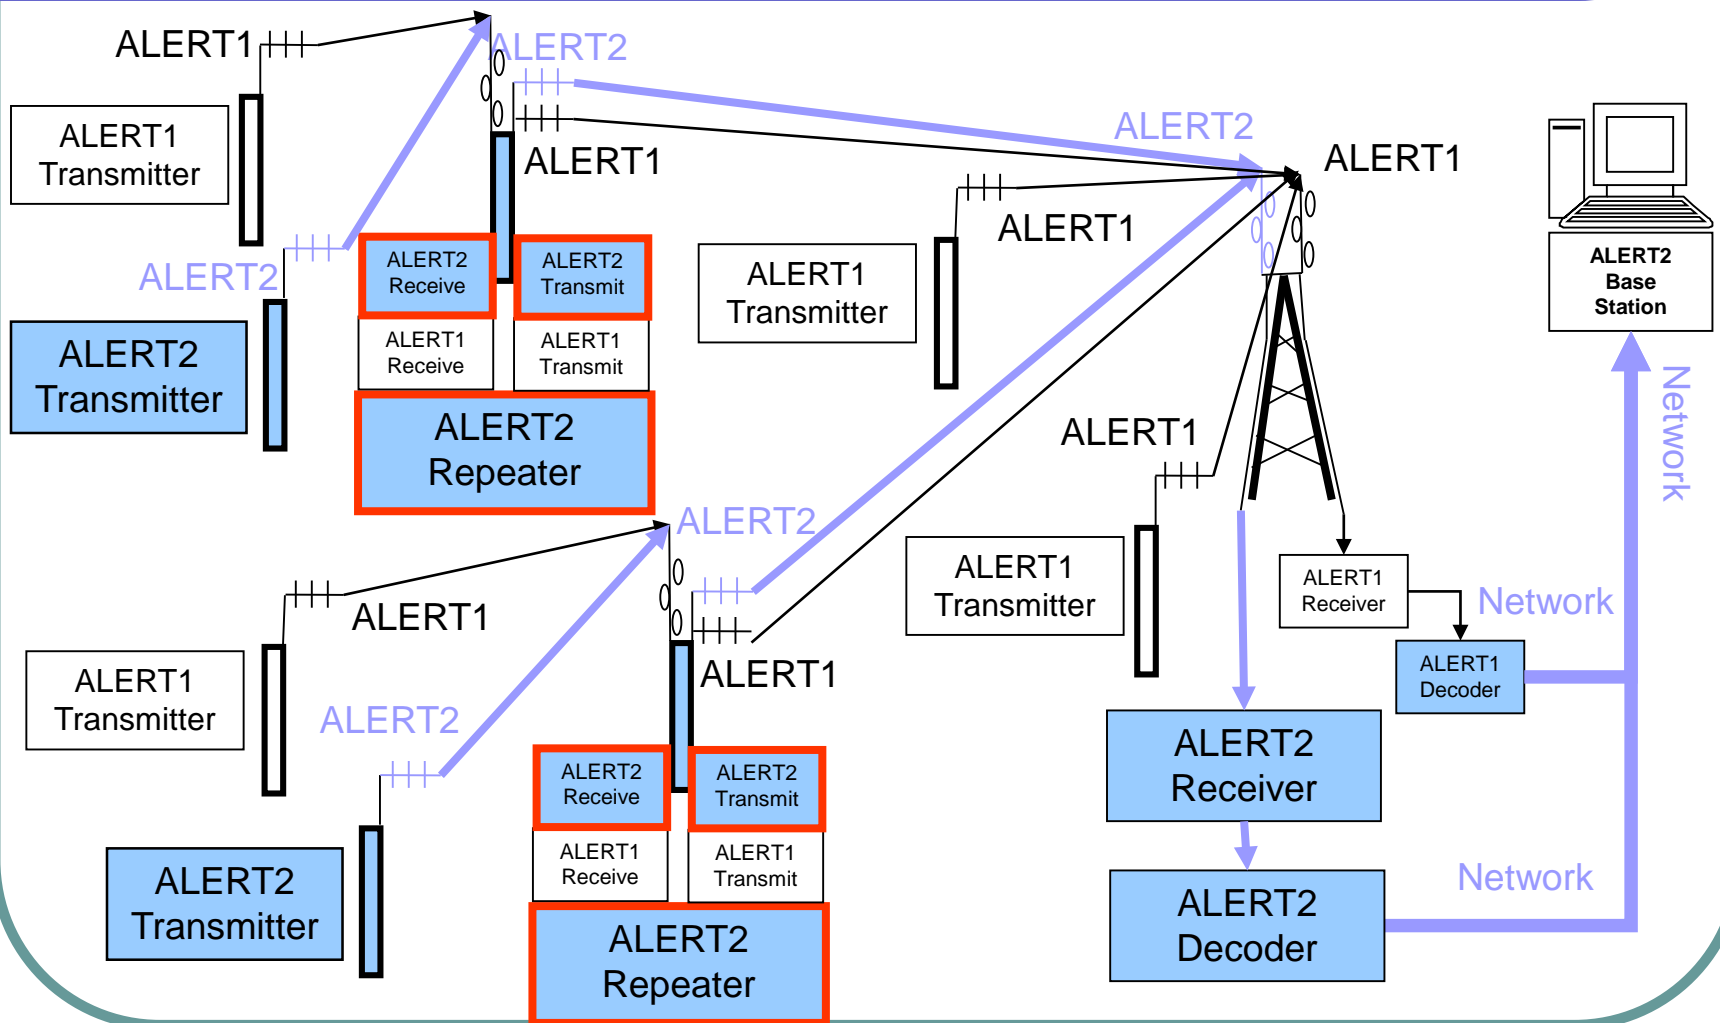 ALERT1
ALERT2
ALERT1
Transmitter
ALERT1
ALERT2
ALERT1
ALERT2
Receive
ALERT2
Transmit
ALERT1
Receive
ALERT1
Transmit
ALERT2
Repeater
ALERT2
ALERT2
Transmitter
ALERT1
ALERT1
Transmitter
ALERT2
Base
Station
Network
ALERT1
ALERT1
Transmitter
ALERT2
ALERT1
ALERT1
Transmitter
ALERT1
ALERT2
ALERT2
Transmitter
ALERT2
Receive
ALERT2
Transmit
ALERT1
Receive
ALERT1
Transmit
ALERT2
Repeater
ALERT1
Receiver
Network
ALERT1
Decoder
ALERT2
Receiver
Network
ALERT2
Decoder